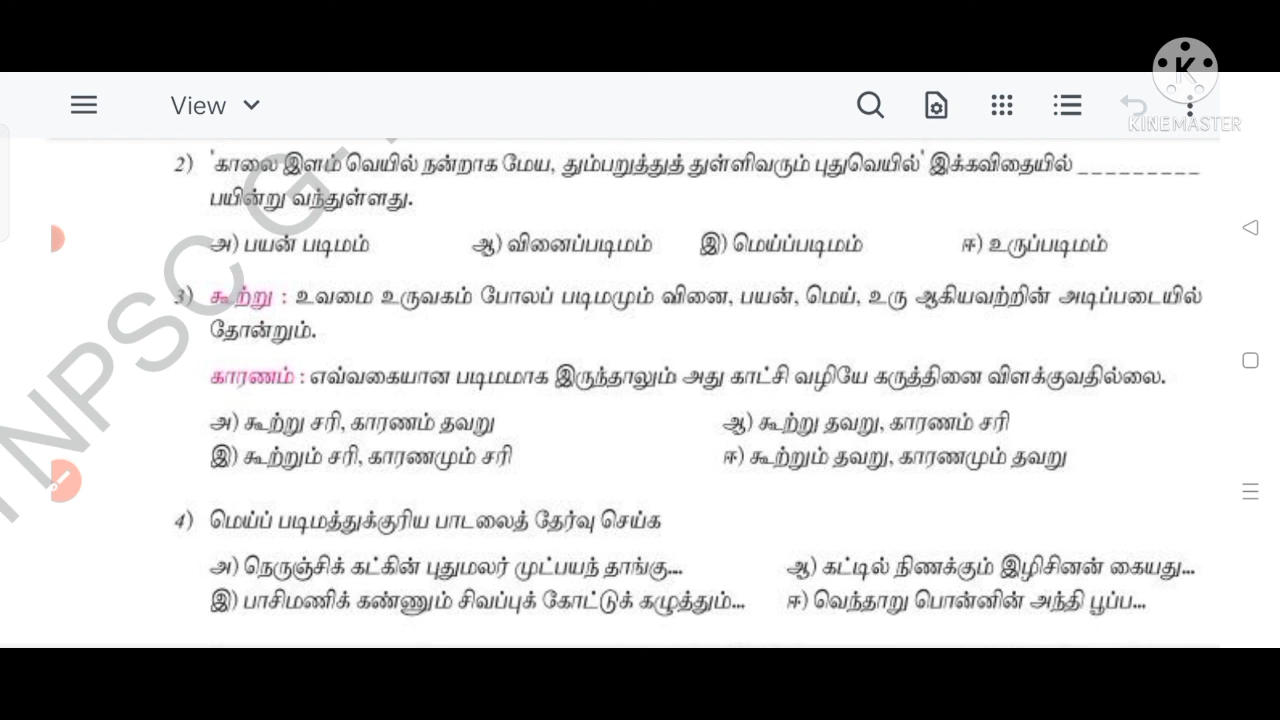 View
KINEMASTER
2) 'காலை இளம் வெயில் நன்றாக மேய, தும்பறுத்துத் துள்ளிவரும் புதுவெயில்' இக்கவிதையில் _________
பயின்று வந்துள்ளது.
அ) பயன் படிமம் ஆ) வினைப்படிமம் இ) மெய்ப்படிமம் ஈ) உருப்படிமம்
3) கூற்று : உவமை உருவகம் போலப் படிமமும் வினை, பயன், மெய், உரு ஆகியவற்றின் அடிப்படையில்
தோன்றும்.
காரணம் : எவ்வகையான படிமமாக இருந்தாலும் அது காட்சி வழியே கருத்தினை விளக்குவதில்லை.
அ) கூற்று சரி, காரணம் தவறு ஆ) கூற்று தவறு, காரணம் சரி
இ) கூற்றும் சரி, காரணமும் சரி ஈ) கூற்றும் தவறு, காரணமும் தவறு
4) மெய்ப் படிமத்துக்குரிய பாடலைத் தேர்வு செய்க
அ) நெருஞ்சிக் கட்கின் புதுமலர் முட்பயந் தாங்கு... ஆ) கட்டில் நிணக்கும் இழிசினன் கையது...
இ) பாசிமணிக் கண்ணும் சிவப்புக் கோட்டுக் கழுத்தும்... ஈ) வெந்தாறு பொன்னின் அந்தி பூப்ப...
TNPSC G